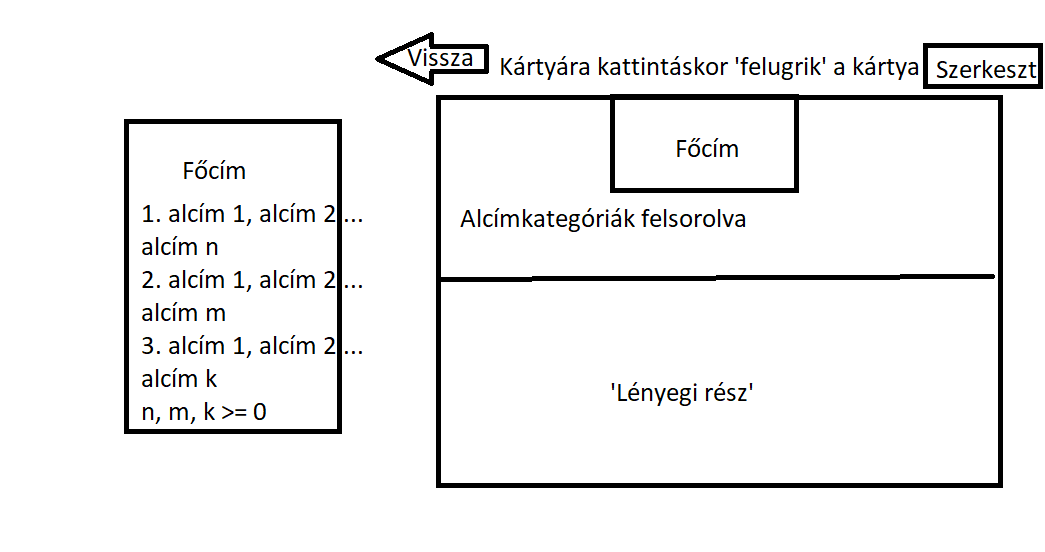 Vissza
Kártyára kattintáskor 'felugrik' a kártya
Szerkeszt
Főcím
1. alcím 1, alcím 2 ...
alcím n
2. alcím 1, alcím 2 ...
alcím m
3. alcím 1, alcím 2 ...
alcím k
n, m, k >= 0
Főcím
Alcímkategóriák felsorolva
'Lényegi rész'